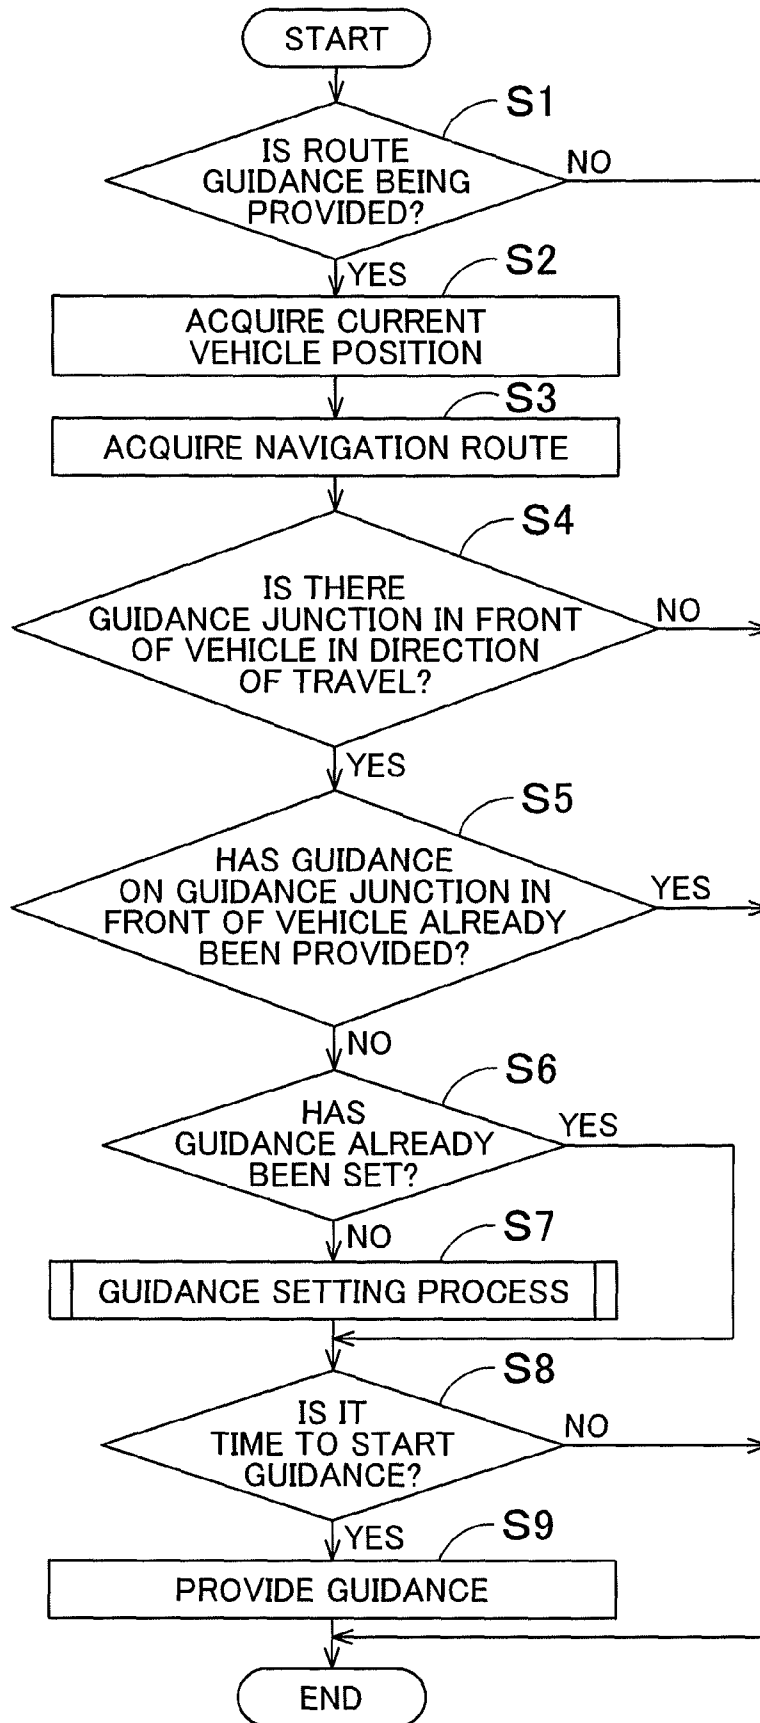 START
S1
IS ROUTE
GUIDANCE BEING
PROVIDED?
NO
YES
S2
ACQUIRE CURRENT
VEHICLE POSITION
S3
ACQUIRE NAVIGATION ROUTE
S4
IS THERE
GUIDANCE JUNCTION IN FRONT
OF VEHICLE IN DIRECTION
OF TRAVEL?
NO
YES
S5
HAS GUIDANCE
ON GUIDANCE JUNCTION IN
FRONT OF VEHICLE ALREADY
BEEN PROVIDED?
YES
NO
S6
HAS
GUIDANCE ALREADY
BEEN SET?
YES
NO
S7
GUIDANCE SETTING PROCESS
S8
IS IT
TIME TO START
GUIDANCE?
NO
YES
S9
PROVIDE GUIDANCE
END